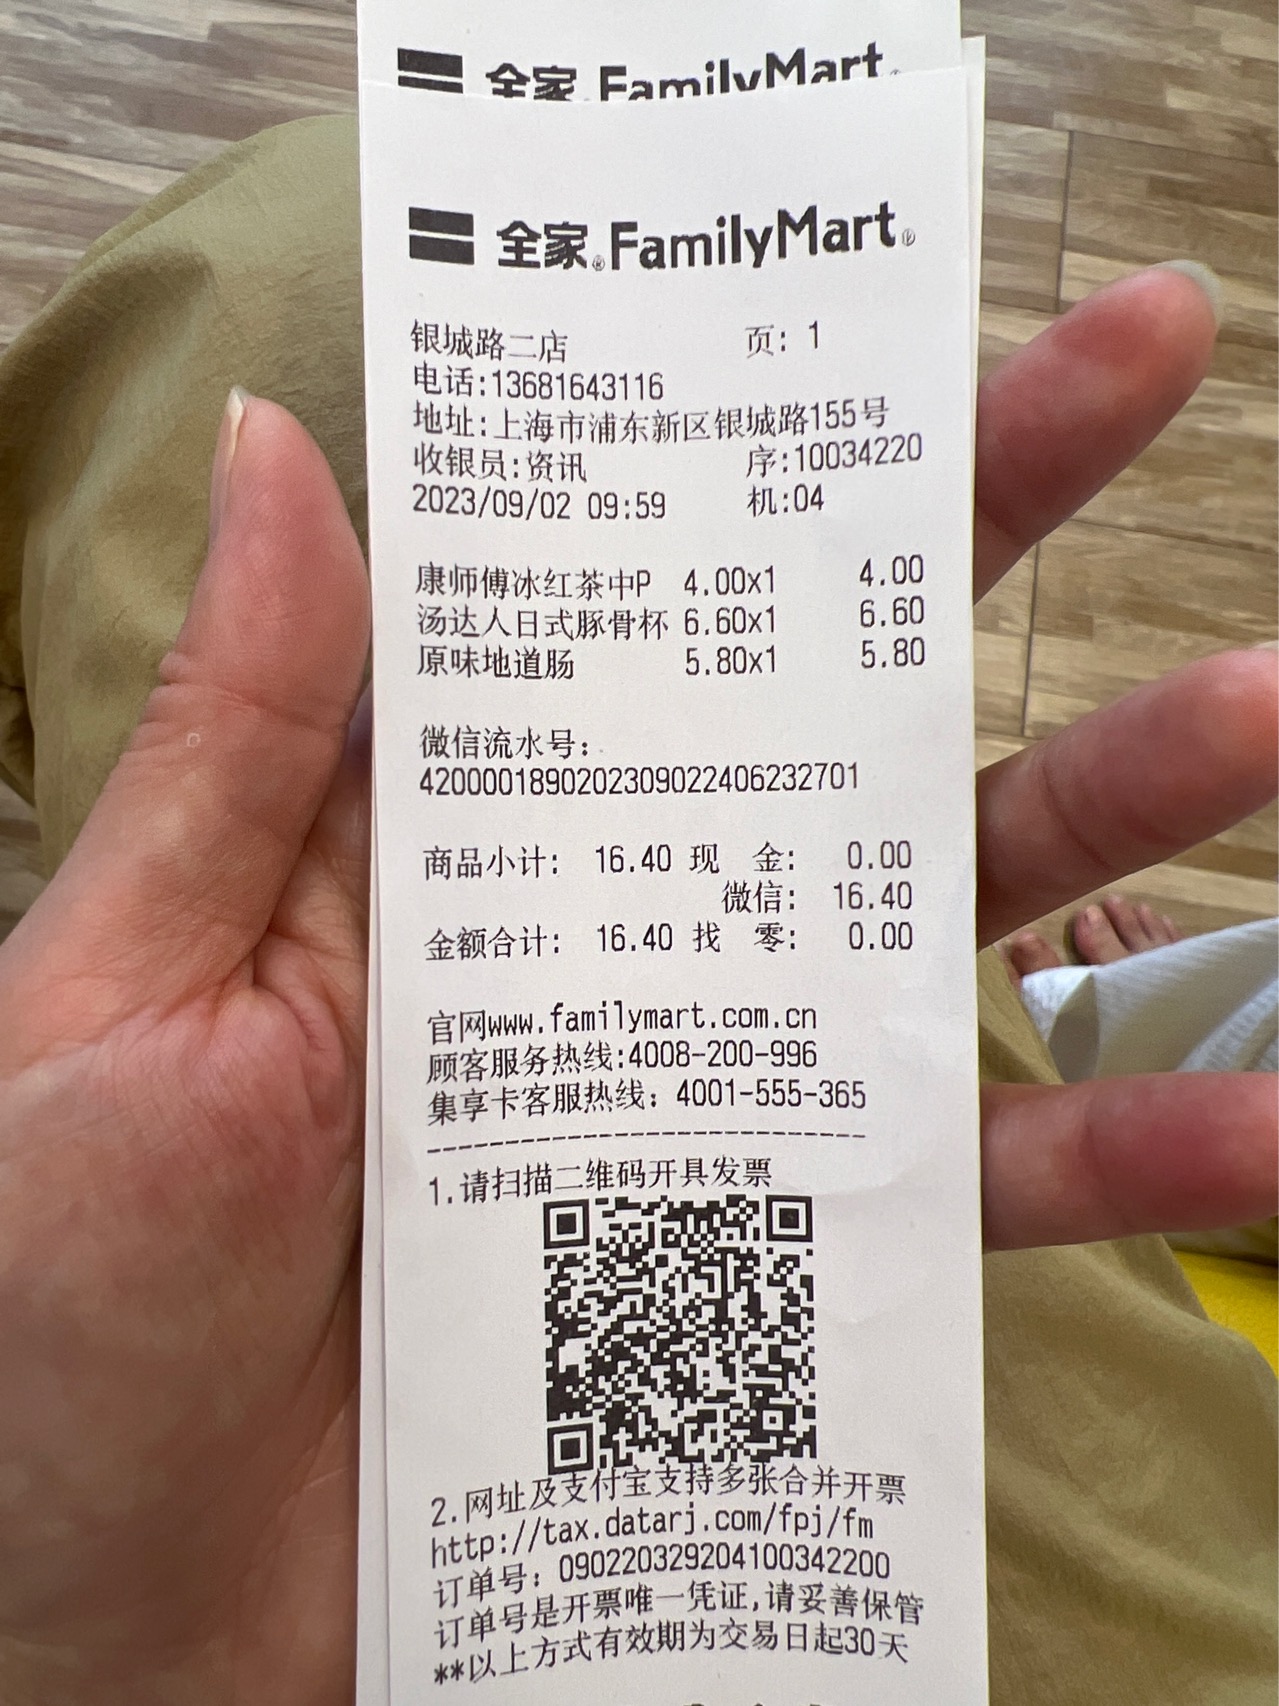 全家 FamilyMart
全家®FamilyMart®
银城路二店 页: 1
电话:13681643116
地址:上海市浦东新区银城路155号
收银员:资讯 序:10034220
2023/09/02 09:59 机:04
康师傅冰红茶中P 4.00x1 4.00
汤达人日式豚骨杯 6.60x1 6.60
原味地道肠 5.80x1 5.80
微信流水号:
4200001890202309022406232701
商品小计: 16.40 现 金: 0.00
微信: 16.40
金额合计: 16.40 找 零: 0.00
官网www.familymart.com.cn
顾客服务热线:4008-200-996
集享卡客服热线: 4001-555-365
----------------------------
1.请扫描二维码开具发票
2.网址及支付宝支持多张合并开票
http://tax.datarj.com/fpj/fm
订单号: 090220329204100342200
订单号是开票唯一凭证,请妥善保管
**以上方式有效期为交易日起30天